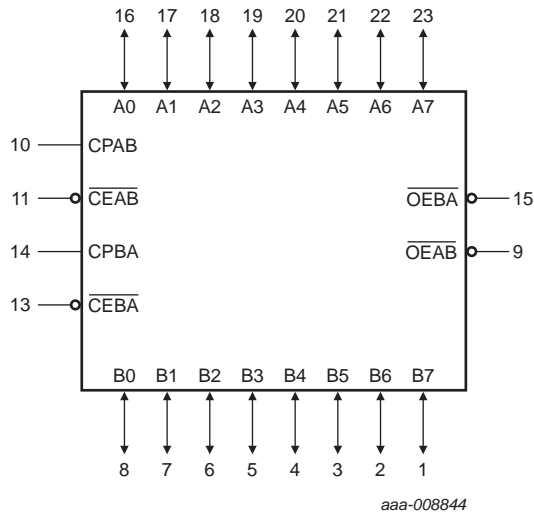 16 17 18 19 20 21 22 23
A0 A1 A2 A3 A4 A5 A6 A7
10 CPAB
11 CEAB OEBA 15
14 CPBA OEAB 9
13 CEBA
B0 B1 B2 B3 B4 B5 B6 B7
8 7 6 5 4 3 2 1
aaa-008844